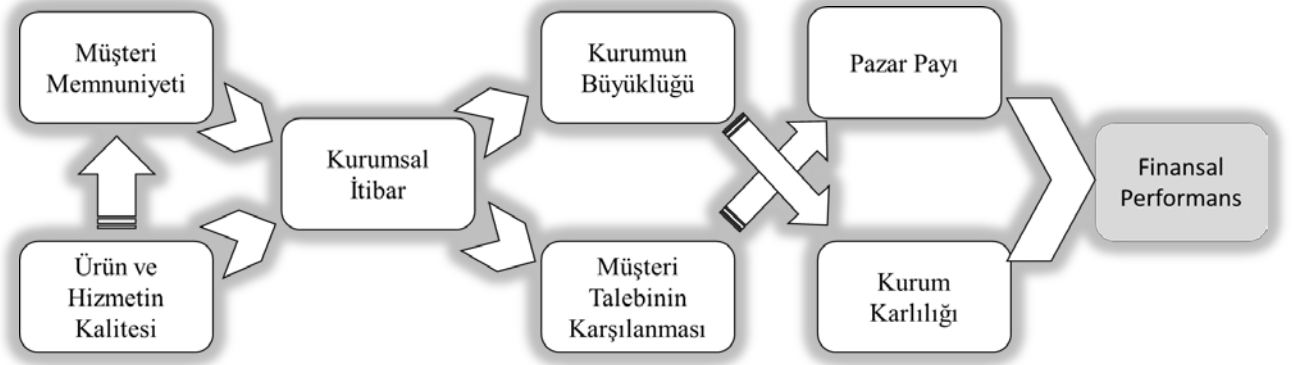 Müşteri
Memnuniyeti
Ürün ve
Hizmetin
Kalitesi
Kurumsal
İtibar
Kurumun
Büyüklüğü
Müşteri
Talebinin
Karşılanması
Pazar Payı
Kurum
Karlılığı
Finansal
Performans